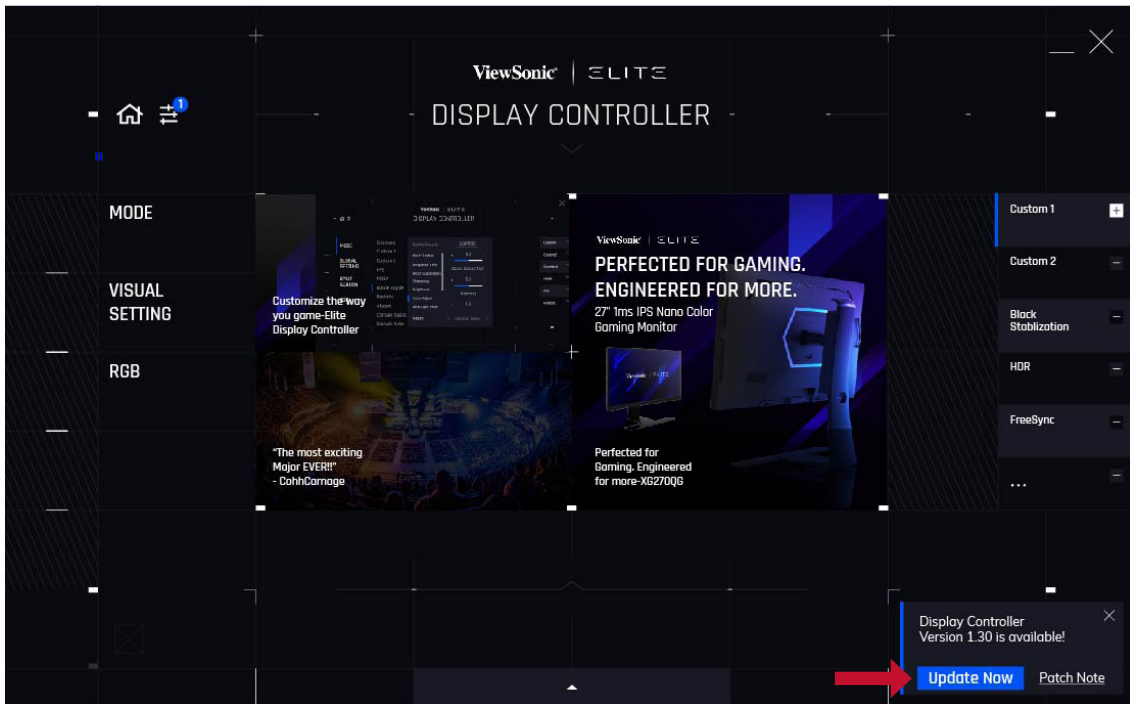 ViewSonic ELITE
DISPLAY CONTROLLER
1
MODE
VISUAL
SETTING
RGB
Customize the way
you game-Elite
Display Controller
"The most exciting
Major EVER!!"
- CohhCarnage
ViewSonic ELITE
PERFECTED FOR GAMING.
ENGINEERED FOR MORE.
27" 1ms IPS Nano Color
Gaming Monitor
Perfected for
Gaming. Engineered
for more-XG270QG
Custom 1
Custom 2
Black
Stablization
HDR
FreeSync
...
Display Controller
Version 1.30 is available!
Update Now Patch Note